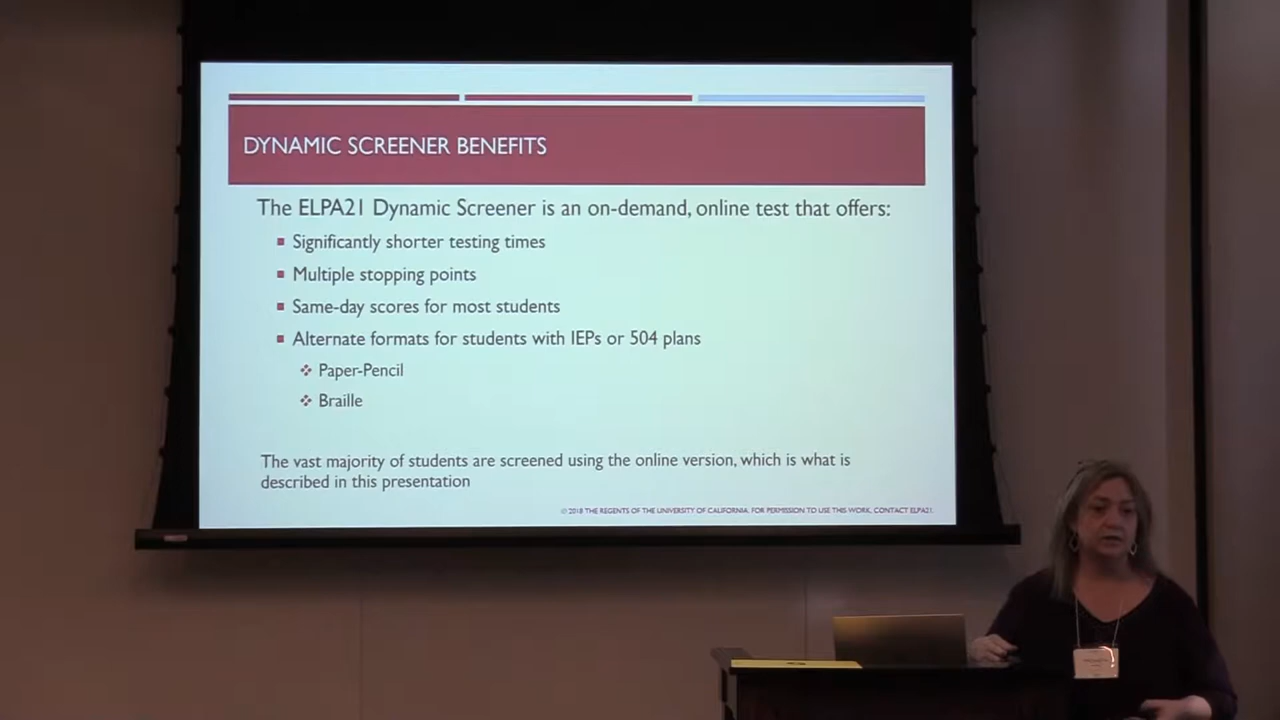 DYNAMIC SCREENER BENEFITS
The ELPA21 Dynamic Screener is an on-demand, online test that offers:
Significantly shorter testing times
Multiple stopping points
Same-day scores for most students
Alternate formats for students with IEPs or 504 plans
Paper-Pencil
Braille
The vast majority of students are screened using the online version, which is what is
described in this presentation
© 2018 THE REGENTS OF THE UNIVERSITY OF CALIFORNIA. FOR PERMISSION TO USE THIS WORK, CONTACT ELPA21.